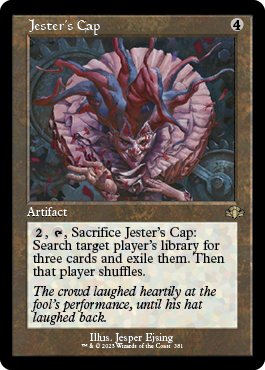 Jester's Cap 4
Artifact
2, T, Sacrifice Jester's Cap:
Search target player's library for
three cards and exile them. Then
that player shuffles.
The crowd laughed heartily at the
fool's performance, until his hat
laughed back.
Illus. Jesper Ejsing
™ & © 2023 Wizards of the Coast 381